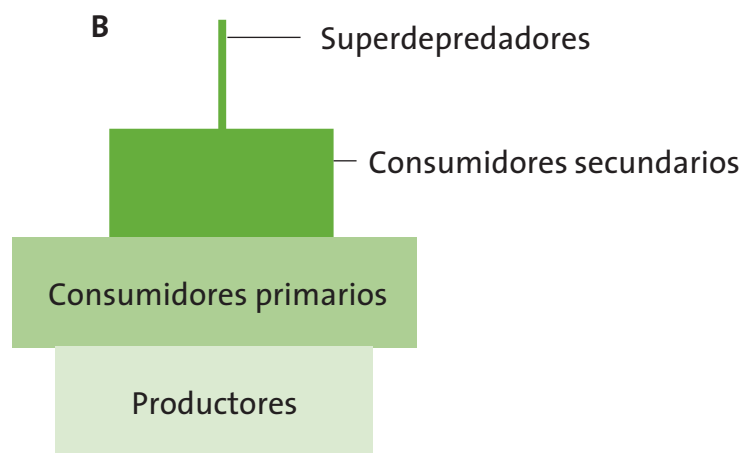 B
Superdepredadores
Consumidores secundarios
Consumidores primarios
Productores